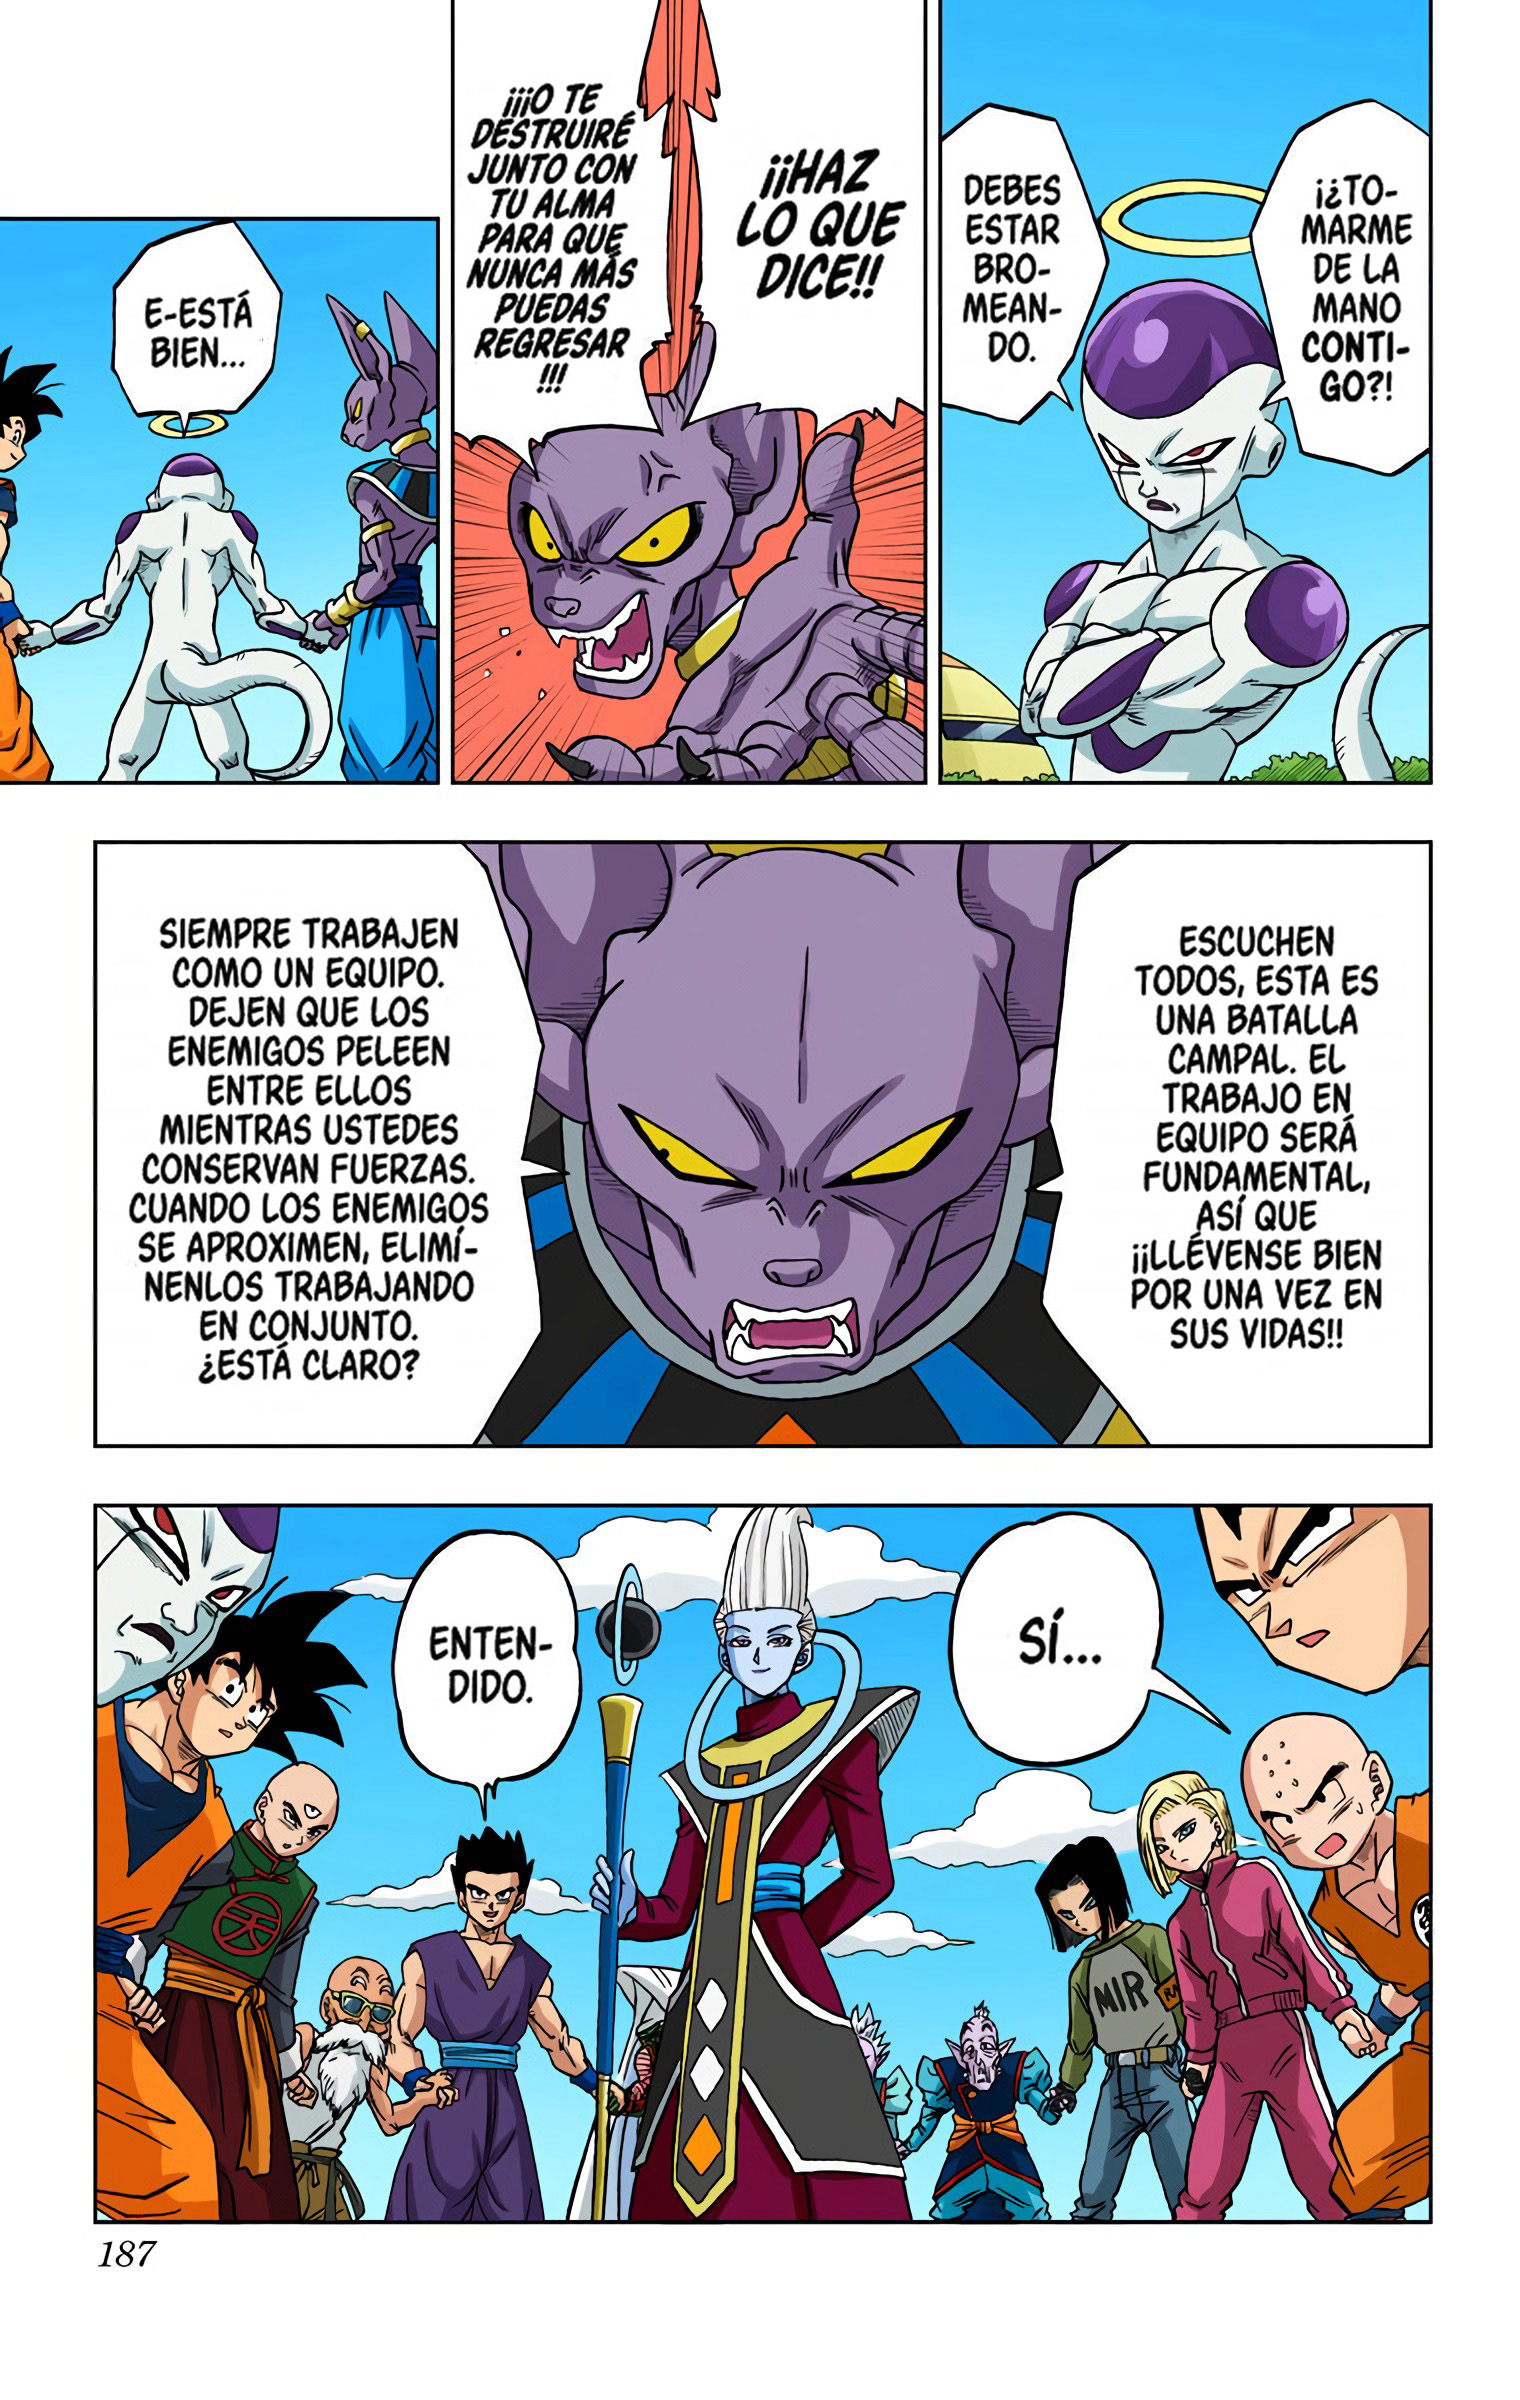 ¡¿TO-
MARME
DE LA
MANO
CONTI-
GO?!
DEBES
ESTAR
BRO-
MEAN-
DO.
¡¡HAZ
LO QUE
DICE!!
¡¡¡O TE
DESTRUIRÉ
JUNTO CON
TU ALMA
PARA QUE
NUNCA MÁS
PUEDAS
REGRESAR
!!!
E-ESTÁ
BIEN...
ESCUCHEN
TODOS, ESTA ES
UNA BATALLA
CAMPAL. EL
TRABAJO EN
EQUIPO SERÁ
FUNDAMENTAL,
ASÍ QUE
¡¡LLÉVENSE BIEN
POR UNA VEZ EN
SUS VIDAS!!
SIEMPRE TRABAJEN
COMO UN EQUIPO.
DEJEN QUE LOS
ENEMIGOS PELEEN
ENTRE ELLOS
MIENTRAS USTEDES
CONSERVAN FUERZAS.
CUANDO LOS ENEMIGOS
SE APROXIMEN, ELIMÍ-
NENLOS TRABAJANDO
EN CONJUNTO.
¿ESTÁ CLARO?
SÍ...
ENTEN-
DIDO.
MIR
RA
天
187